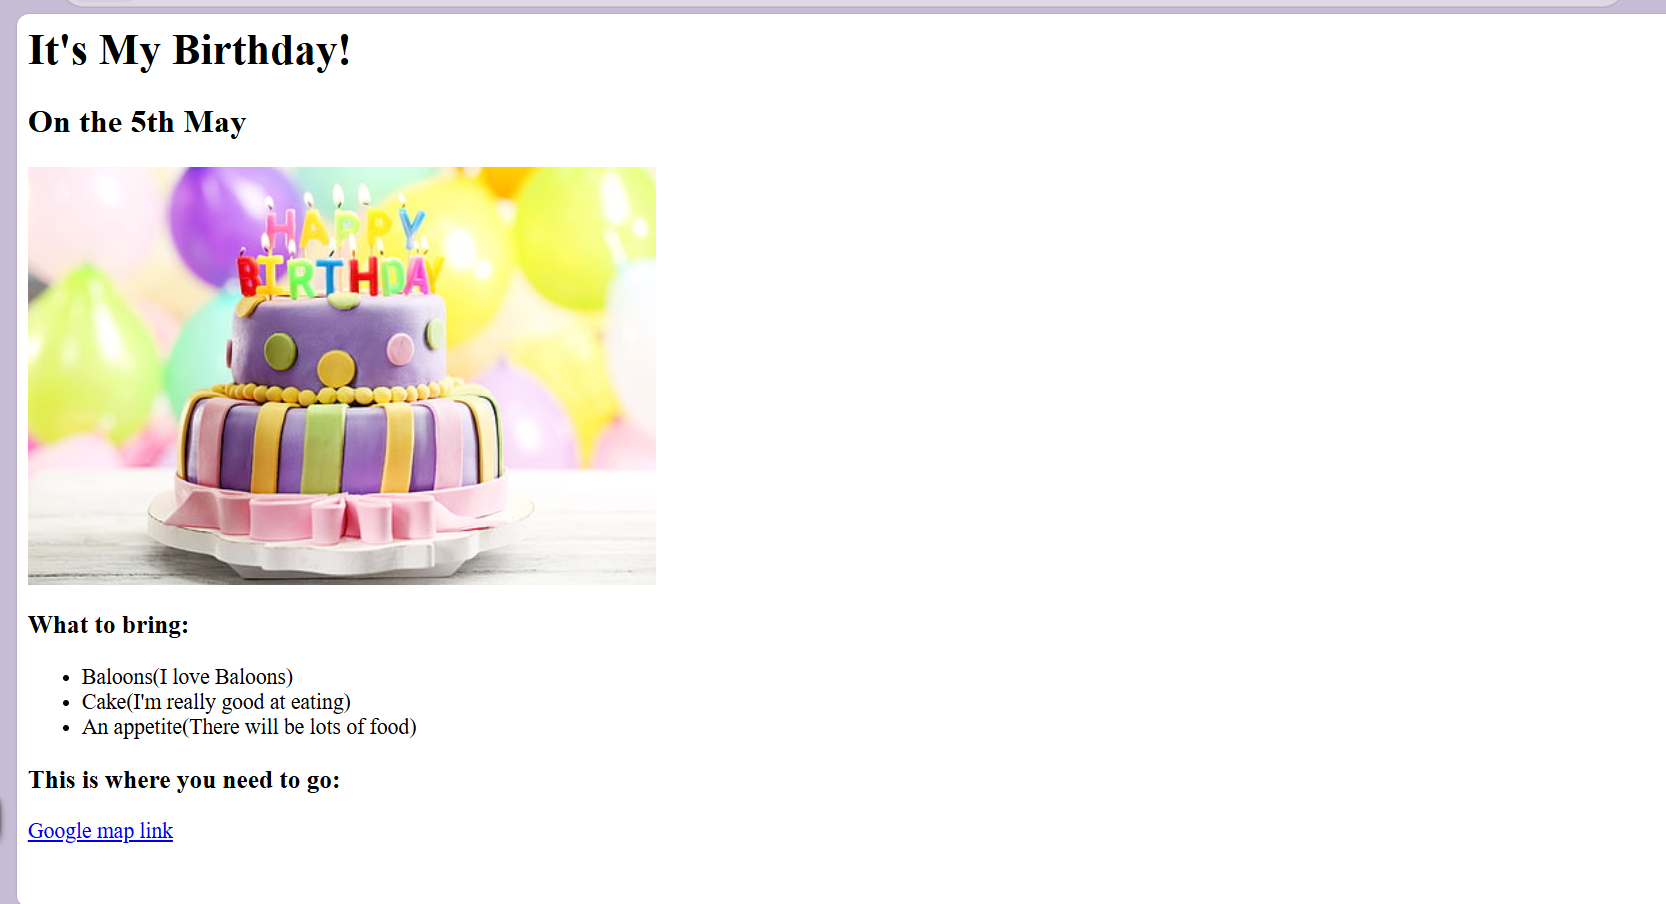 It's My Birthday!
On the 5th May
HAPPY
BIRTHDAY
What to bring:
Baloons(I love Baloons)
Cake(I'm really good at eating)
An appetite(There will be lots of food)
This is where you need to go:
Google map link